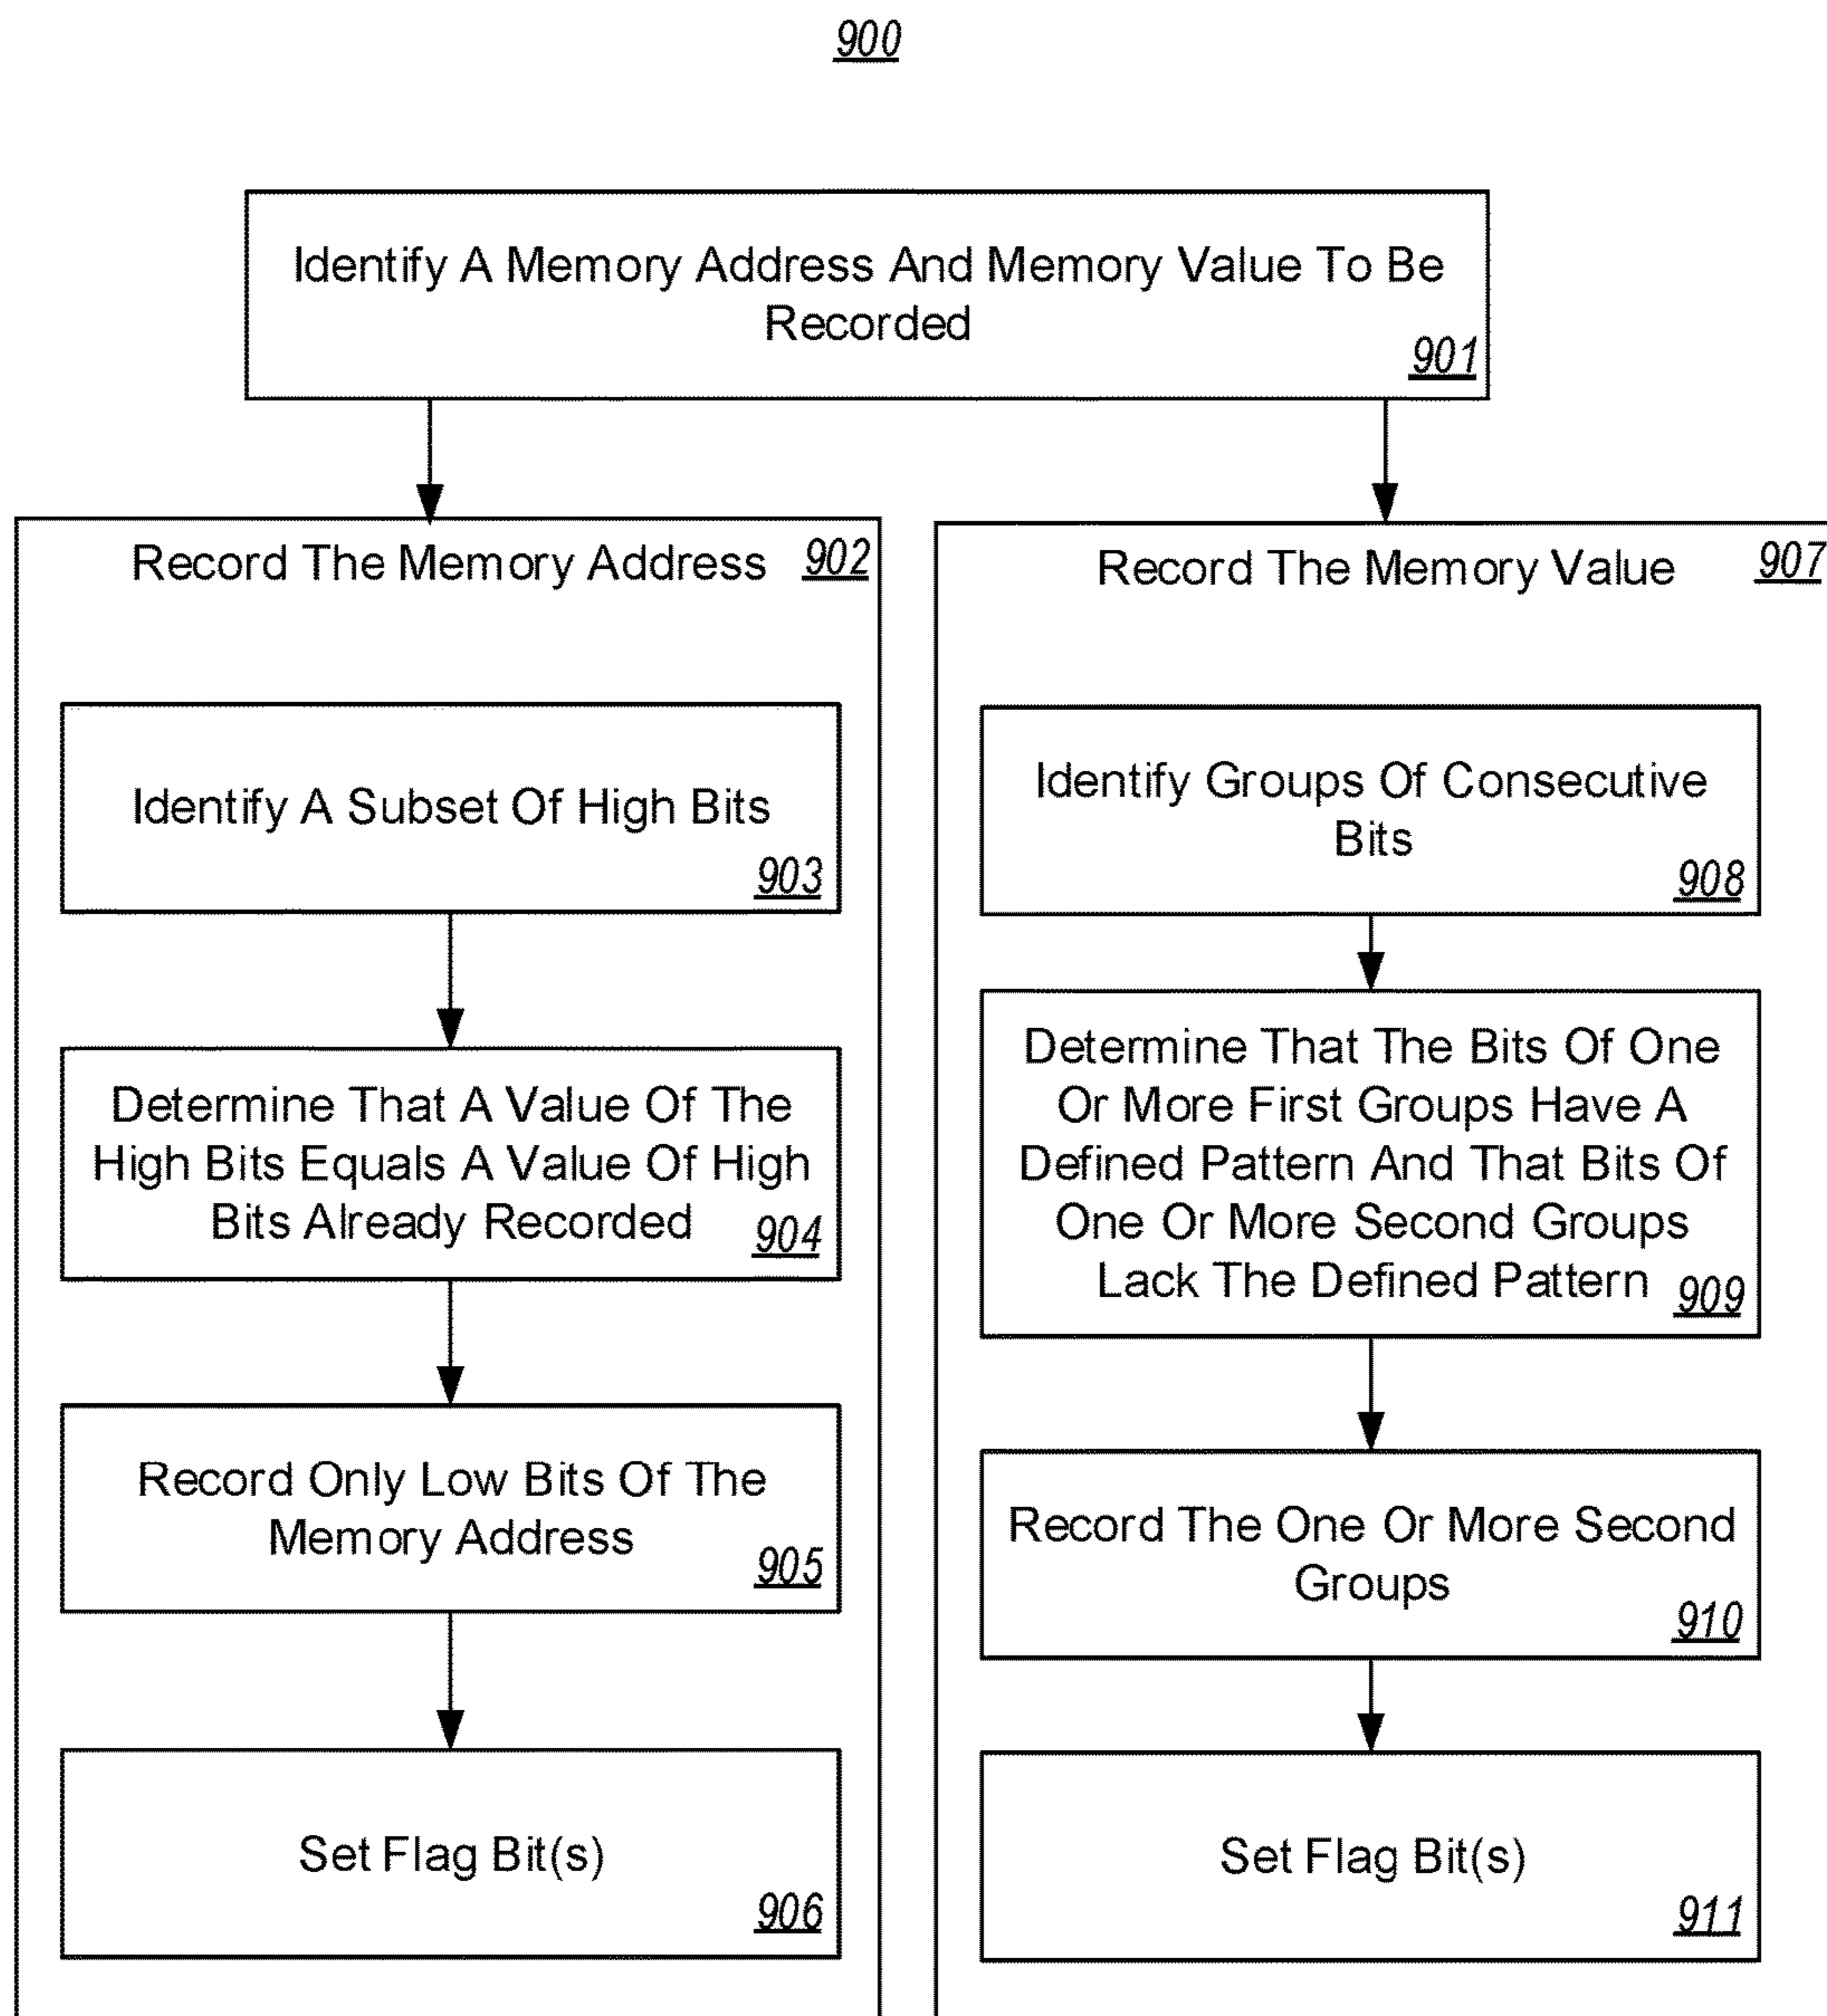 900
Identify A Memory Address And Memory Value To Be
Recorded
901
Record The Memory Address 902
Identify A Subset Of High Bits
903
Determine That A Value Of The
High Bits Equals A Value Of High
Bits Already Recorded 904
Record Only Low Bits Of The
Memory Address
905
Set Flag Bit(s)
906
Record The Memory Value 907
Identify Groups Of Consecutive
Bits
908
Determine That The Bits Of One
Or More First Groups Have A
Defined Pattern And That Bits Of
One Or More Second Groups
Lack The Defined Pattern 909
Record The One Or More Second
Groups
910
Set Flag Bit(s)
911